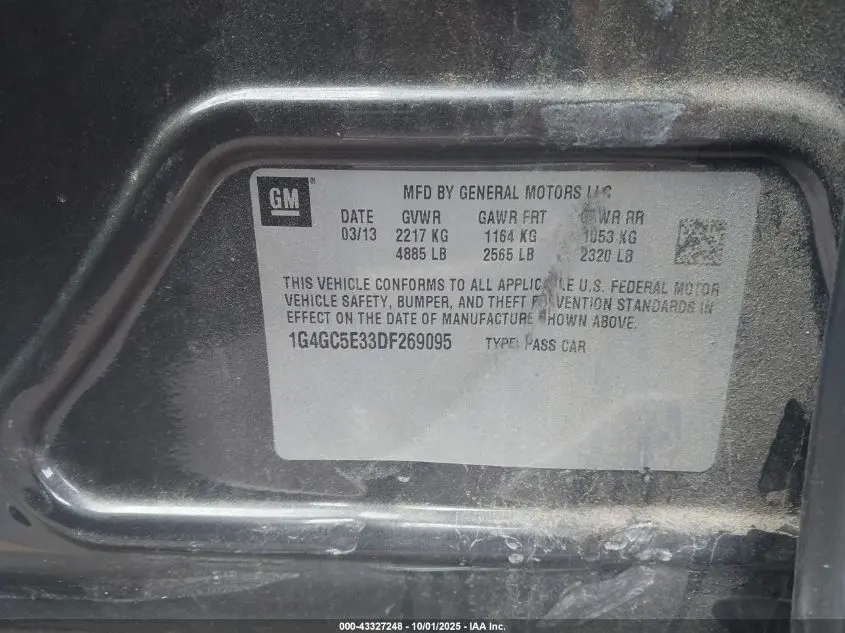 GM
MFD BY GENERAL MOTORS LLC
DATE GVWR GAWR FRT GAWR RR
03/13 2217 KG 1164 KG 1053 KG
4885 LB 2565 LB 2320 LB
THIS VEHICLE CONFORMS TO ALL APPLICABLE U.S. FEDERAL MOTOR
VEHICLE SAFETY, BUMPER, AND THEFT PREVENTION STANDARDS IN
EFFECT ON THE DATE OF MANUFACTURE SHOWN ABOVE.
1G4GC5E33DF269095 TYPE: PASS CAR
000-43327248 - 10/01/2025 - IAA Inc.